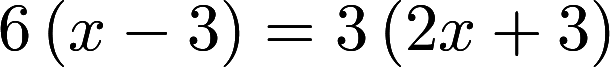 6 (x − 3) = 3 (2x + 3)